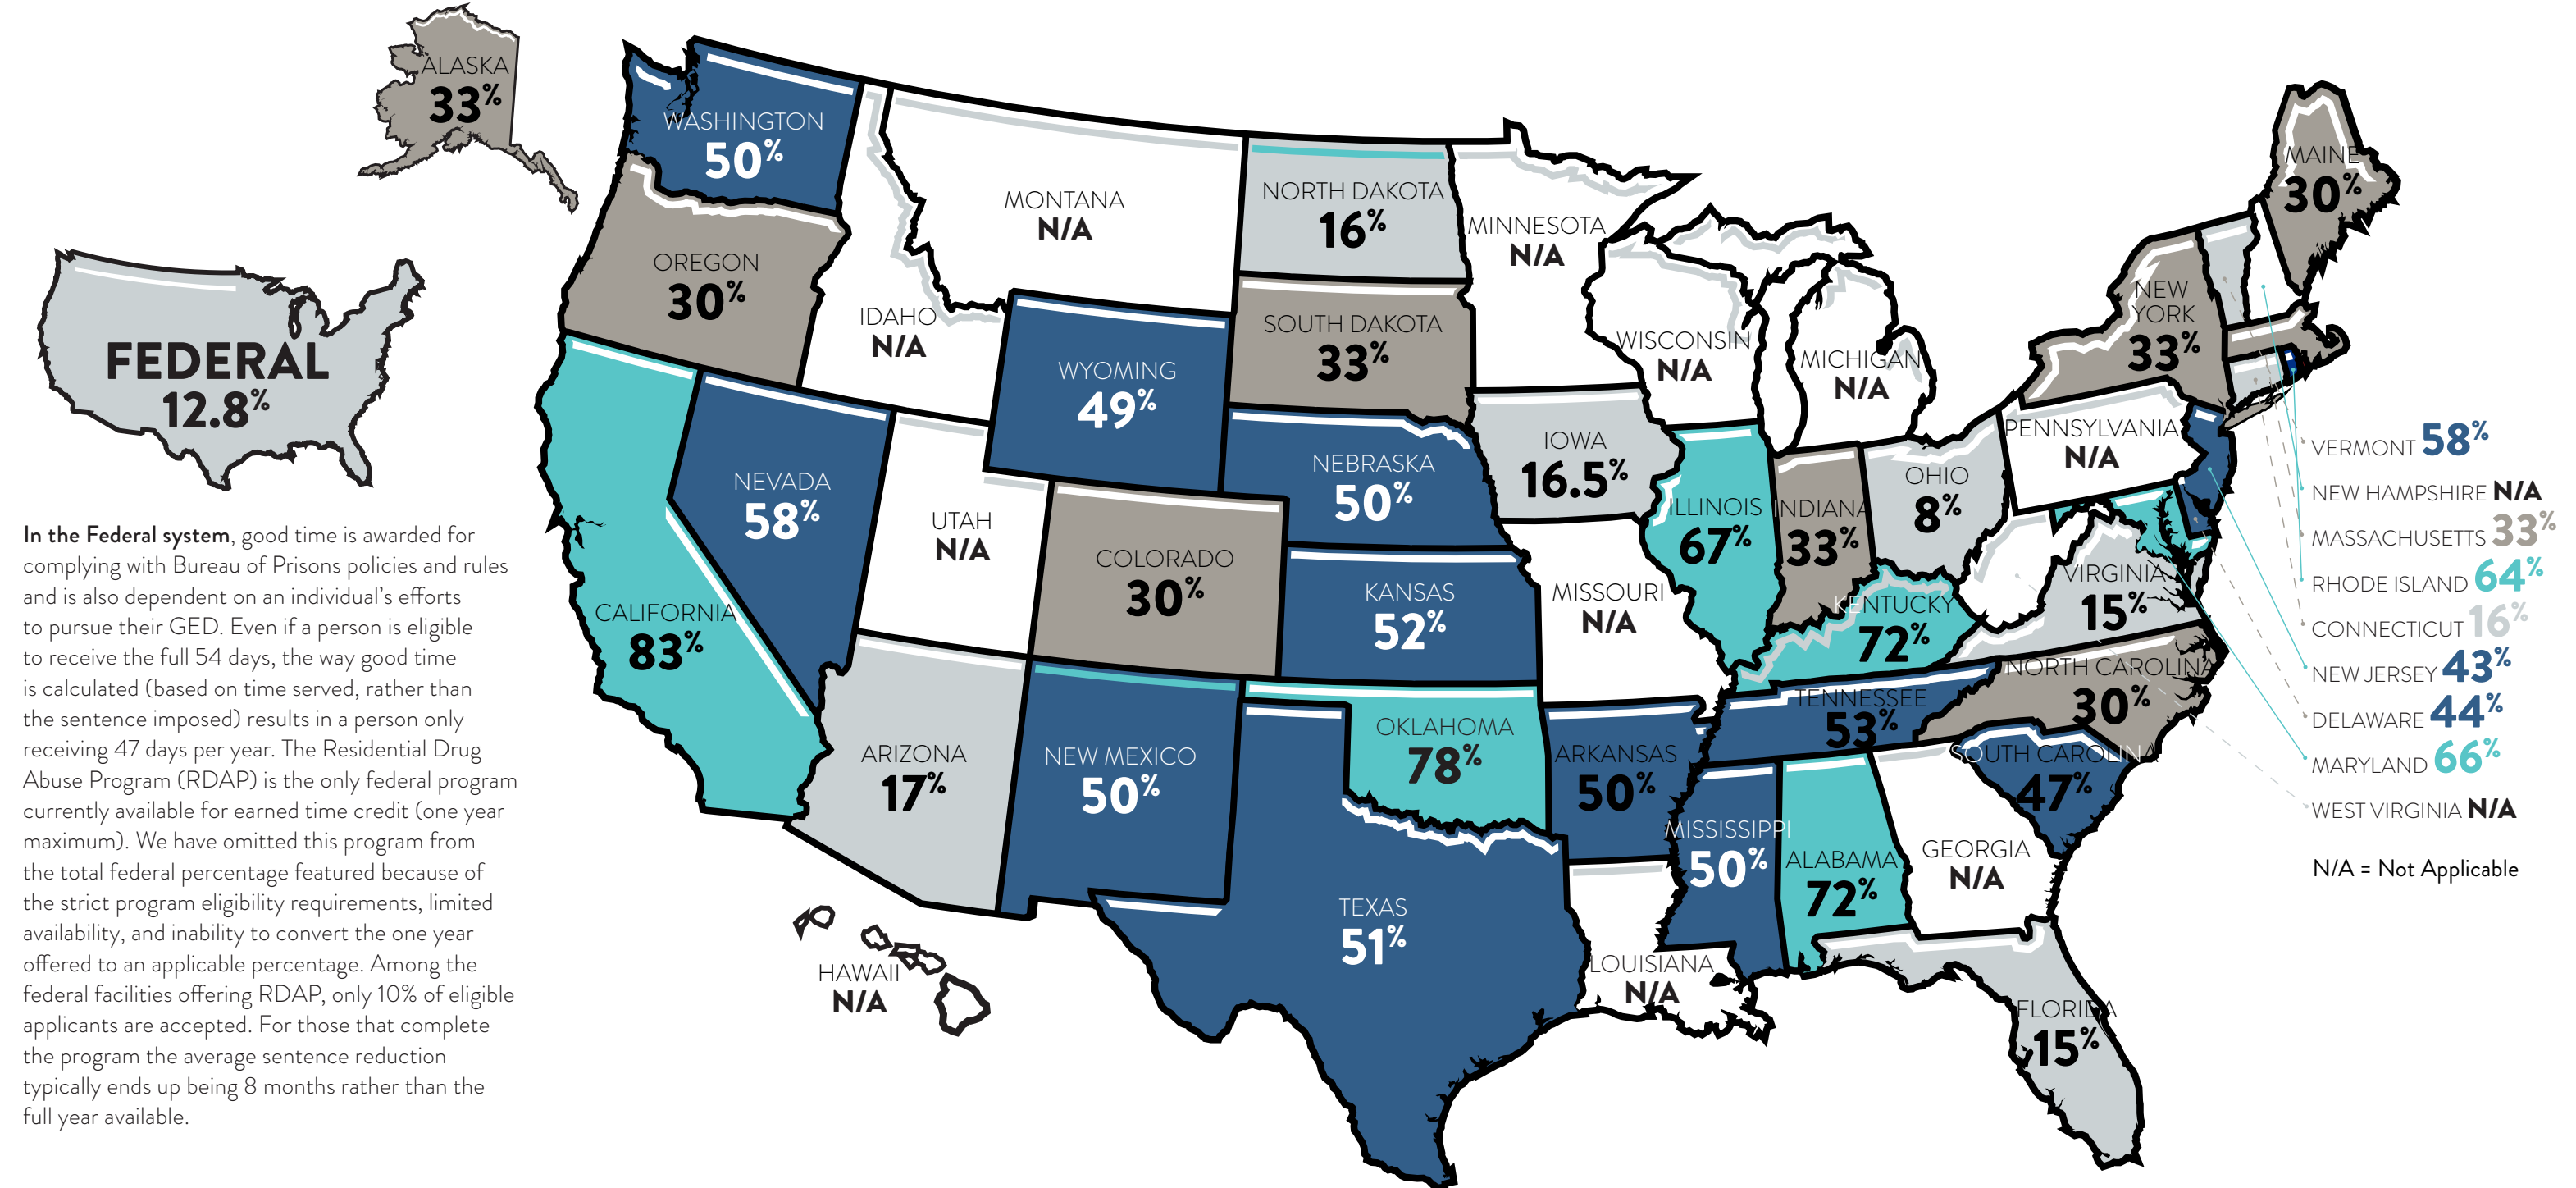 ALASKA
33%
FEDERAL
12.8%
In the Federal system, good time is awarded for
complying with Bureau of Prisons policies and rules
and is also dependent on an individual's efforts
to pursue their GED. Even if a person is eligible
to receive the full 54 days, the way good time
is calculated (based on time served, rather than
the sentence imposed) results in a person only
receiving 47 days per year. The Residential Drug
Abuse Program (RDAP) is the only federal program
currently available for earned time credit (one year
maximum). We have omitted this program from
the total federal percentage featured because of
the strict program eligibility requirements, limited
availability, and inability to convert the one year
offered to an applicable percentage. Among the
federal facilities offering RDAP, only 10% of eligible
applicants are accepted. For those that complete
the program the average sentence reduction
typically ends up being 8 months rather than the
full year available.
WASHINGTON
50%
OREGON
30%
CALIFORNIA
83%
NEVADA
58%
IDAHO
N/A
MONTANA
N/A
WYOMING
49%
UTAH
N/A
COLORADO
30%
ARIZONA
17%
NEW MEXICO
50%
HAWAII
N/A
NORTH DAKOTA
16%
SOUTH DAKOTA
33%
NEBRASKA
50%
KANSAS
52%
OKLAHOMA
78%
TEXAS
51%
MINNESOTA
N/A
IOWA
16.5%
MISSOURI
N/A
ARKANSAS
50%
LOUISIANA
N/A
WISCONSIN
N/A
ILLINOIS
67%
MICHIGAN
N/A
INDIANA
33%
OHIO
8%
KENTUCKY
72%
TENNESSEE
53%
MISSISSIPPI
50%
ALABAMA
72%
GEORGIA
N/A
FLORIDA
15%
SOUTH CAROLINA
47%
NORTH CAROLINA
30%
VIRGINIA
15%
PENNSYLVANIA
N/A
NEW
YORK
33%
MAINE
30%
VERMONT 58%
NEW HAMPSHIRE N/A
MASSACHUSETTS 33%
RHODE ISLAND 64%
CONNECTICUT 16%
NEW JERSEY 43%
DELAWARE 44%
MARYLAND 66%
WEST VIRGINIA N/A
N/A = Not Applicable